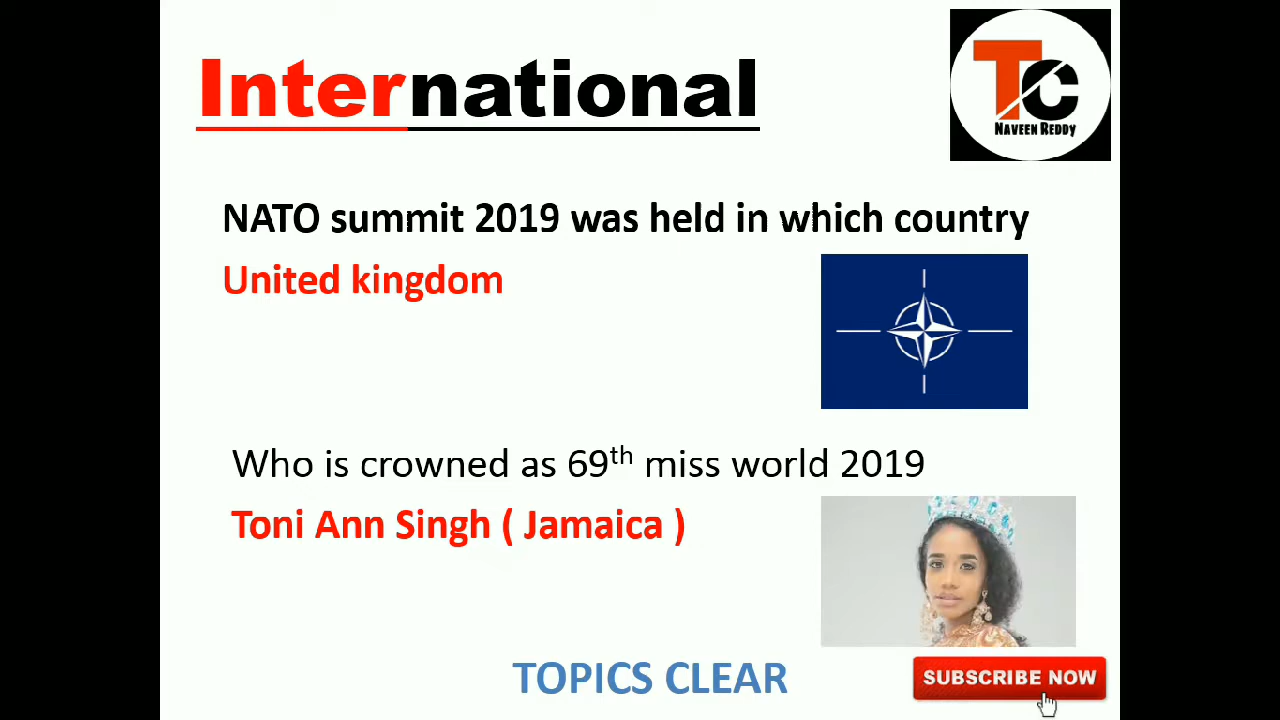 International
TC
NAVEEN REDDY
NATO summit 2019 was held in which country
United kingdom
Who is crowned as 69th miss world 2019
Toni Ann Singh ( Jamaica )
TOPICS CLEAR
SUBSCRIBE NOW